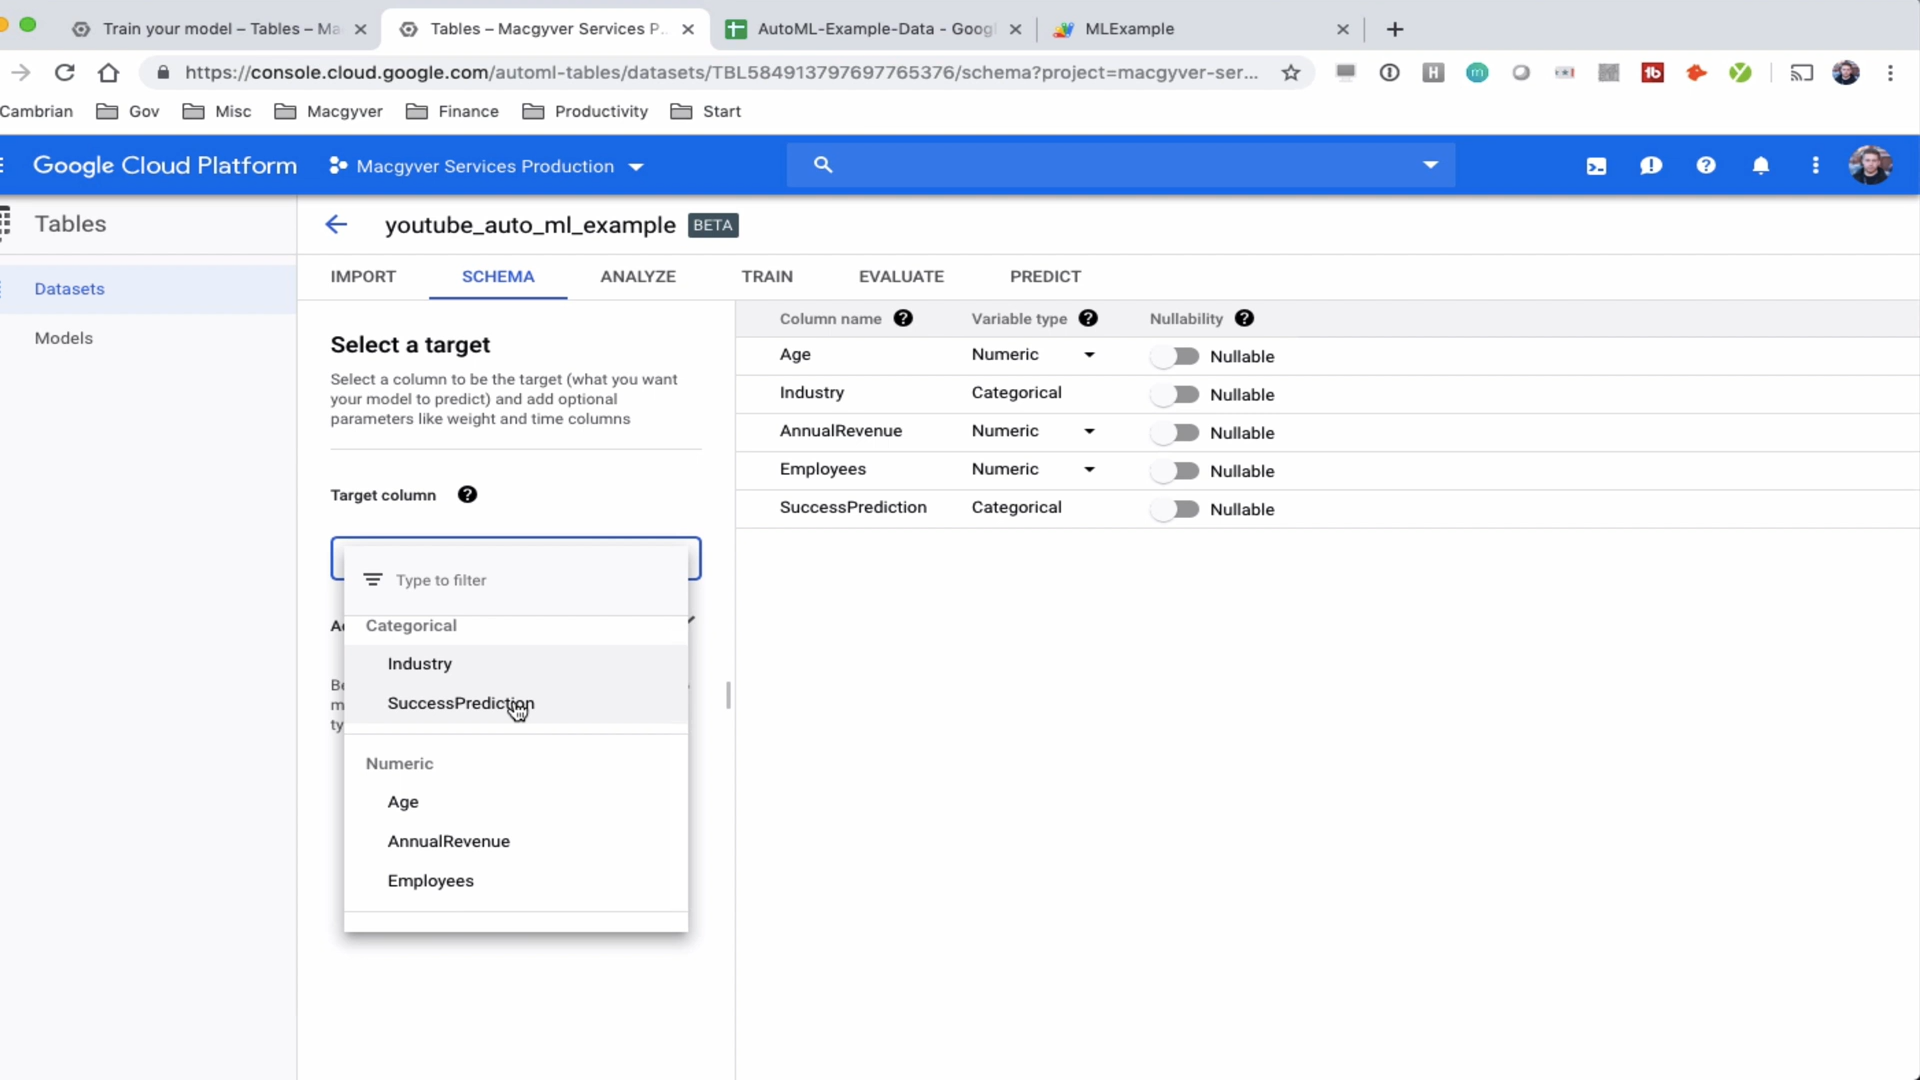 Train your model – Tables – Ma
Tables – Macgyver Services P...
AutoML-Example-Data - Googl
MLExample
https://console.cloud.google.com/automl-tables/datasets/TBL584913797697765376/schema?project=macgyver-ser...
Cambrian
Gov
Misc
Macgyver
Finance
Productivity
Start
Google Cloud Platform
Macgyver Services Production
Tables
youtube_auto_ml_example
BETA
Datasets
Models
IMPORT
SCHEMA
ANALYZE
TRAIN
EVALUATE
PREDICT
Select a target
Select a column to be the target (what you want
your model to predict) and add optional
parameters like weight and time columns
Target column
Type to filter
Categorical
Industry
SuccessPrediction
Numeric
Age
AnnualRevenue
Employees
Column name
Variable type
Nullability
Age Numeric Nullable
Industry Categorical Nullable
AnnualRevenue Numeric Nullable
Employees Numeric Nullable
SuccessPrediction Categorical Nullable